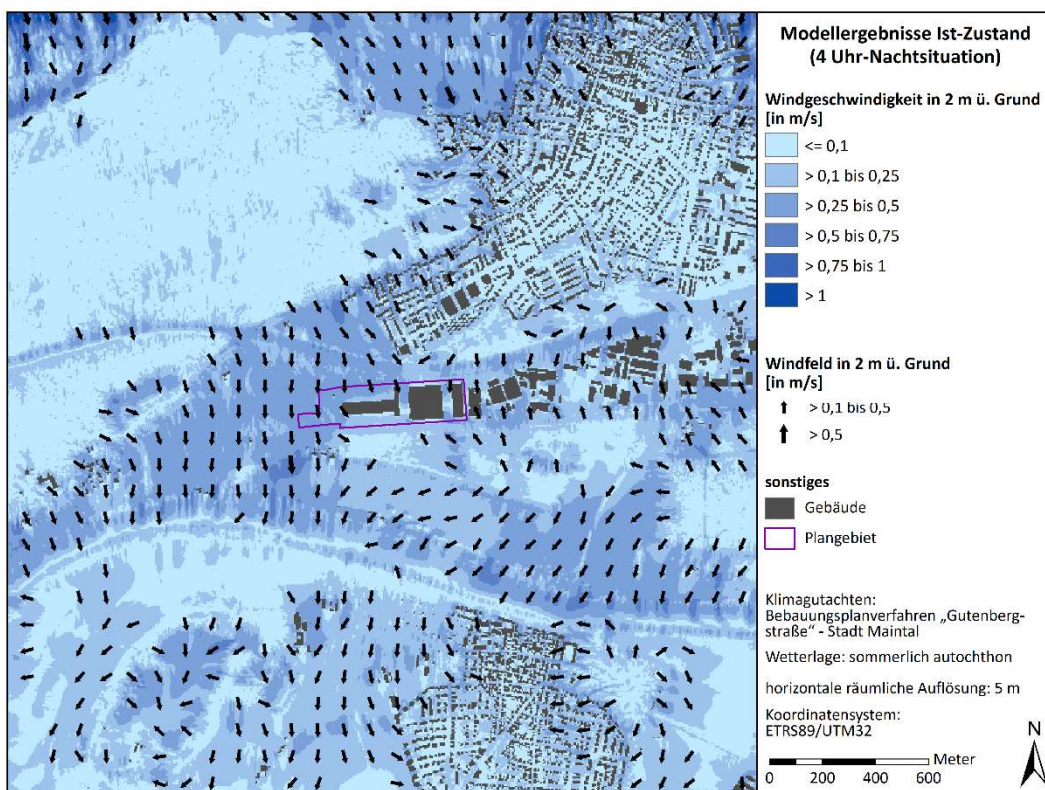 Modellergebnisse Ist-Zustand
(4 Uhr-Nachtsituation)
Windgeschwindigkeit in 2 m ü. Grund
[in m/s]
<= 0,1
> 0,1 bis 0,25
> 0,25 bis 0,5
> 0,5 bis 0,75
> 0,75 bis 1
> 1
Windfeld in 2 m ü. Grund
[in m/s]
> 0,1 bis 0,5
> 0,5
sonstiges
Gebäude
Plangebiet
Klimagutachten:
Bebauungsplanverfahren „Gutenberg-
straße“ - Stadt Maintal
Wetterlage: sommerlich autochthon
horizontale räumliche Auflösung: 5 m
Koordinatensystem:
ETRS89/UTM32
N
Meter
0 100 200 400 600